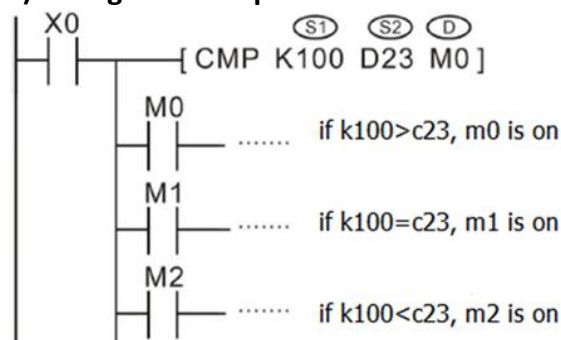 X0
S1 S2 D
[ CMP K100 D23 M0 ]
M0
....... if k100>c23, m0 is on
M1
....... if k100=c23, m1 is on
M2
....... if k100<c23, m2 is on